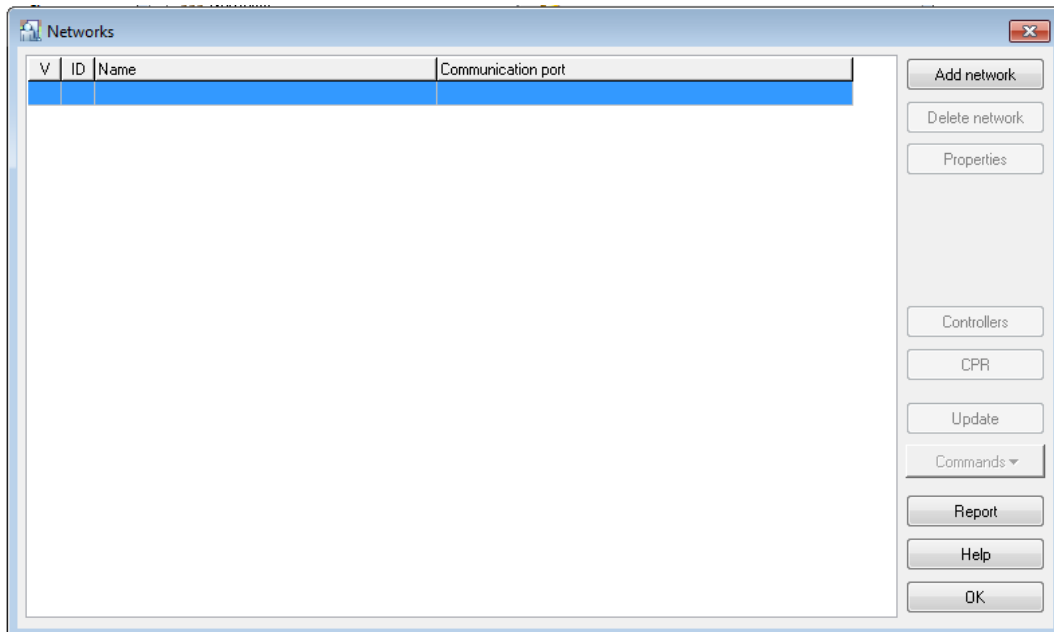 Networks
V ID Name Communication port
Add network
Delete network
Properties
Controllers
CPR
Update
Commands
Report
Help
OK